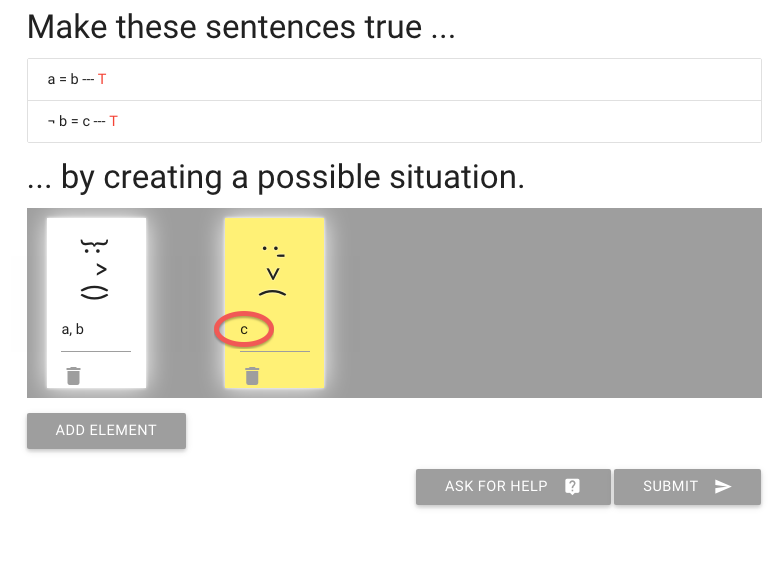 Make these sentences true ...
a = b --- T
¬ b = c --- T
... by creating a possible situation.
a, b
c
ADD ELEMENT
ASK FOR HELP
SUBMIT